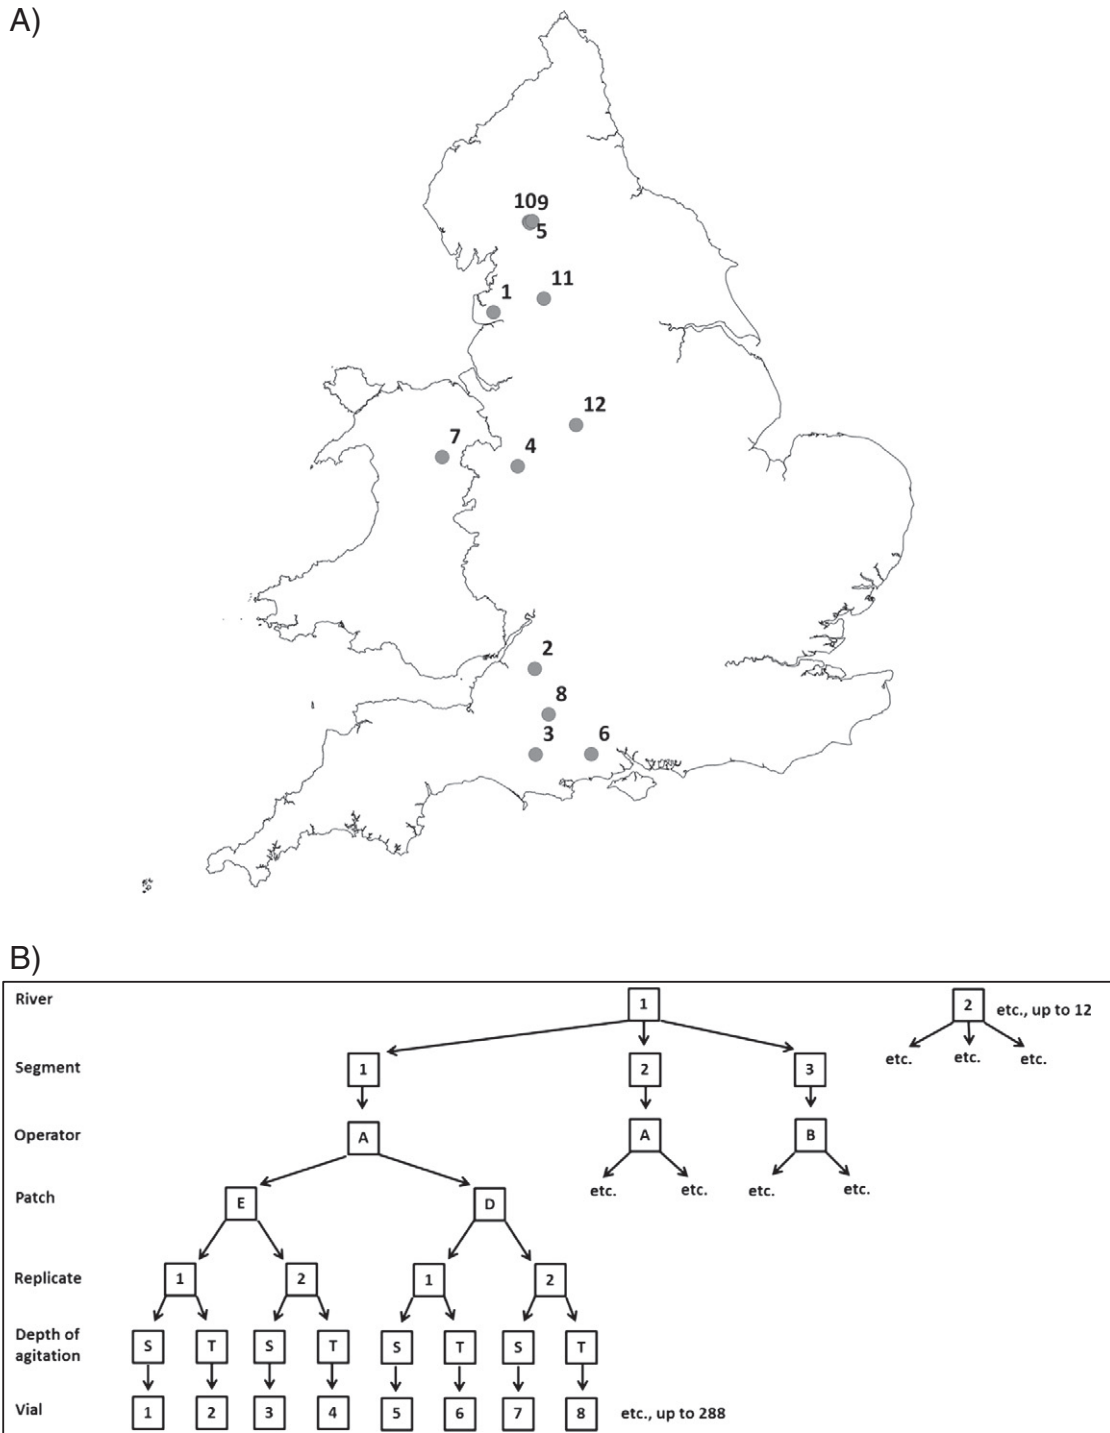 A)
109
5
11
1
12
7
4
2
8
3
6
B)
River
1
2
etc., up to 12
etc.
etc.
etc.
Segment
1
2
3
Operator
A
A
B
etc.
etc.
etc.
etc.
Patch
E
D
Replicate
1
2
1
2
Depth of
agitation
S
T
S
T
S
T
S
T
Vial
1
2
3
4
5
6
7
8
etc., up to 288